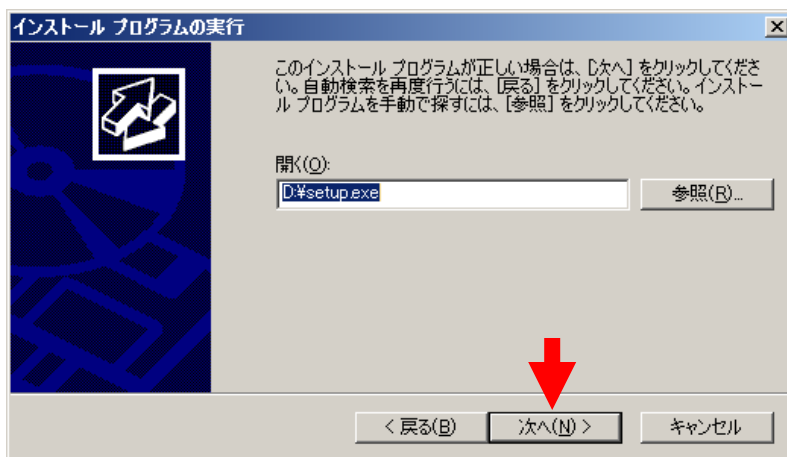 インストール プログラムの実行
このインストール プログラムが正しい場合は、[次へ] をクリックしてくださ
い。自動検索を再度行うには、[戻る] をクリックしてください。インストー
ル プログラムを手動で探すには、[参照] をクリックしてください。
開く(O):
D:¥setup.exe
参照(R)...
< 戻る(B)
次へ(N) >
キャンセル